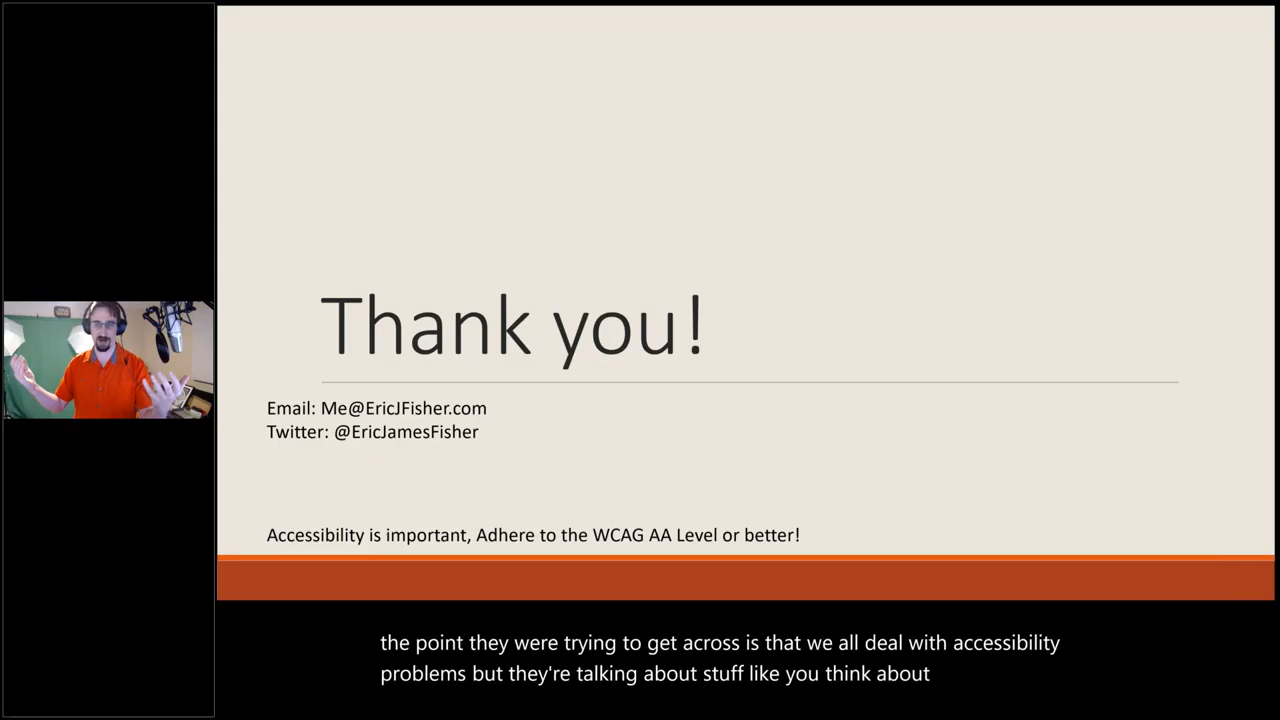 Thank you!
Email: Me@EricJFisher.com
Twitter: @EricJamesFisher
Accessibility is important, Adhere to the WCAG AA Level or better!
the point they were trying to get across is that we all deal with accessibility
problems but they're talking about stuff like you think about